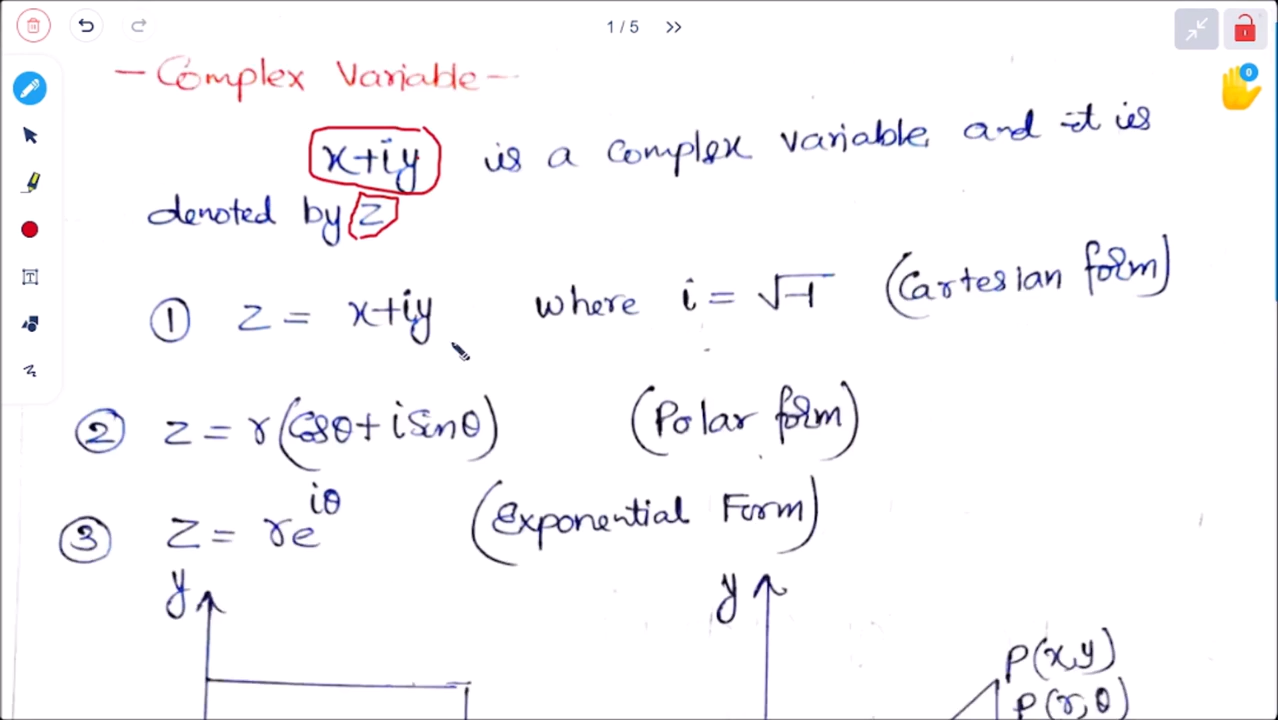 1 / 5 >>
0
- Complex Variable -
x+iy is a complex variable, and it is
denoted by z
① z = x+iy where i = √-1 (Cartesian form)
② z = r(cosθ + i sinθ) (Polar form)
③ z = re^{iθ} (Exponential Form)
y y
P(x,y)
P(r,θ)